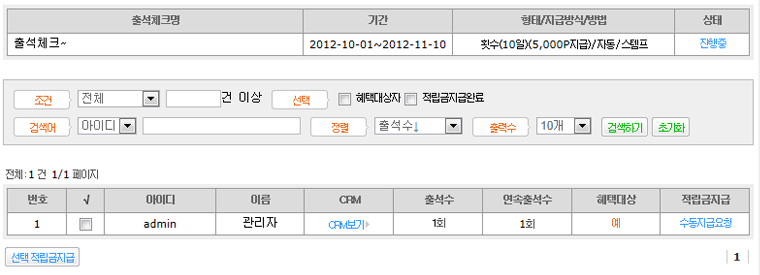 출석체크명 기간 형태/지급방식/방법 상태
출석체크~ 2012-10-01~2012-11-10 횟수(10일)(5,000P지급)/자동/스템프 진행중
조건 전체 건 이상 선택 혜택대상자 적립금지급완료
검색어 아이디 정렬 출석수↓ 출력수 10개 검색하기 초기화
전체: 1 건 1/1 페이지
번호 √ 아이디 이름 CRM 출석수 연속출석수 혜택대상 적립금지급
1 admin 관리자 CRM보기 1회 1회 예 수동지급요청
선택 적립금지급 1